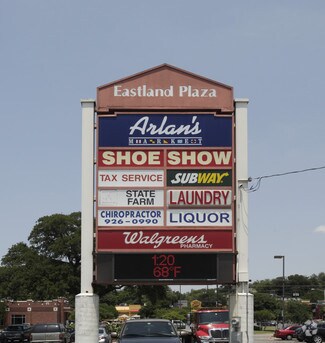 Eastland Plaza
Arlan's
MARKET
SHOE SHOW
TAX SERVICE
SUBWAY
STATE FARM
LAUNDRY
CHIROPRACTOR
926-0990
LIQUOR
Walgreens
PHARMACY
1:20
68°F